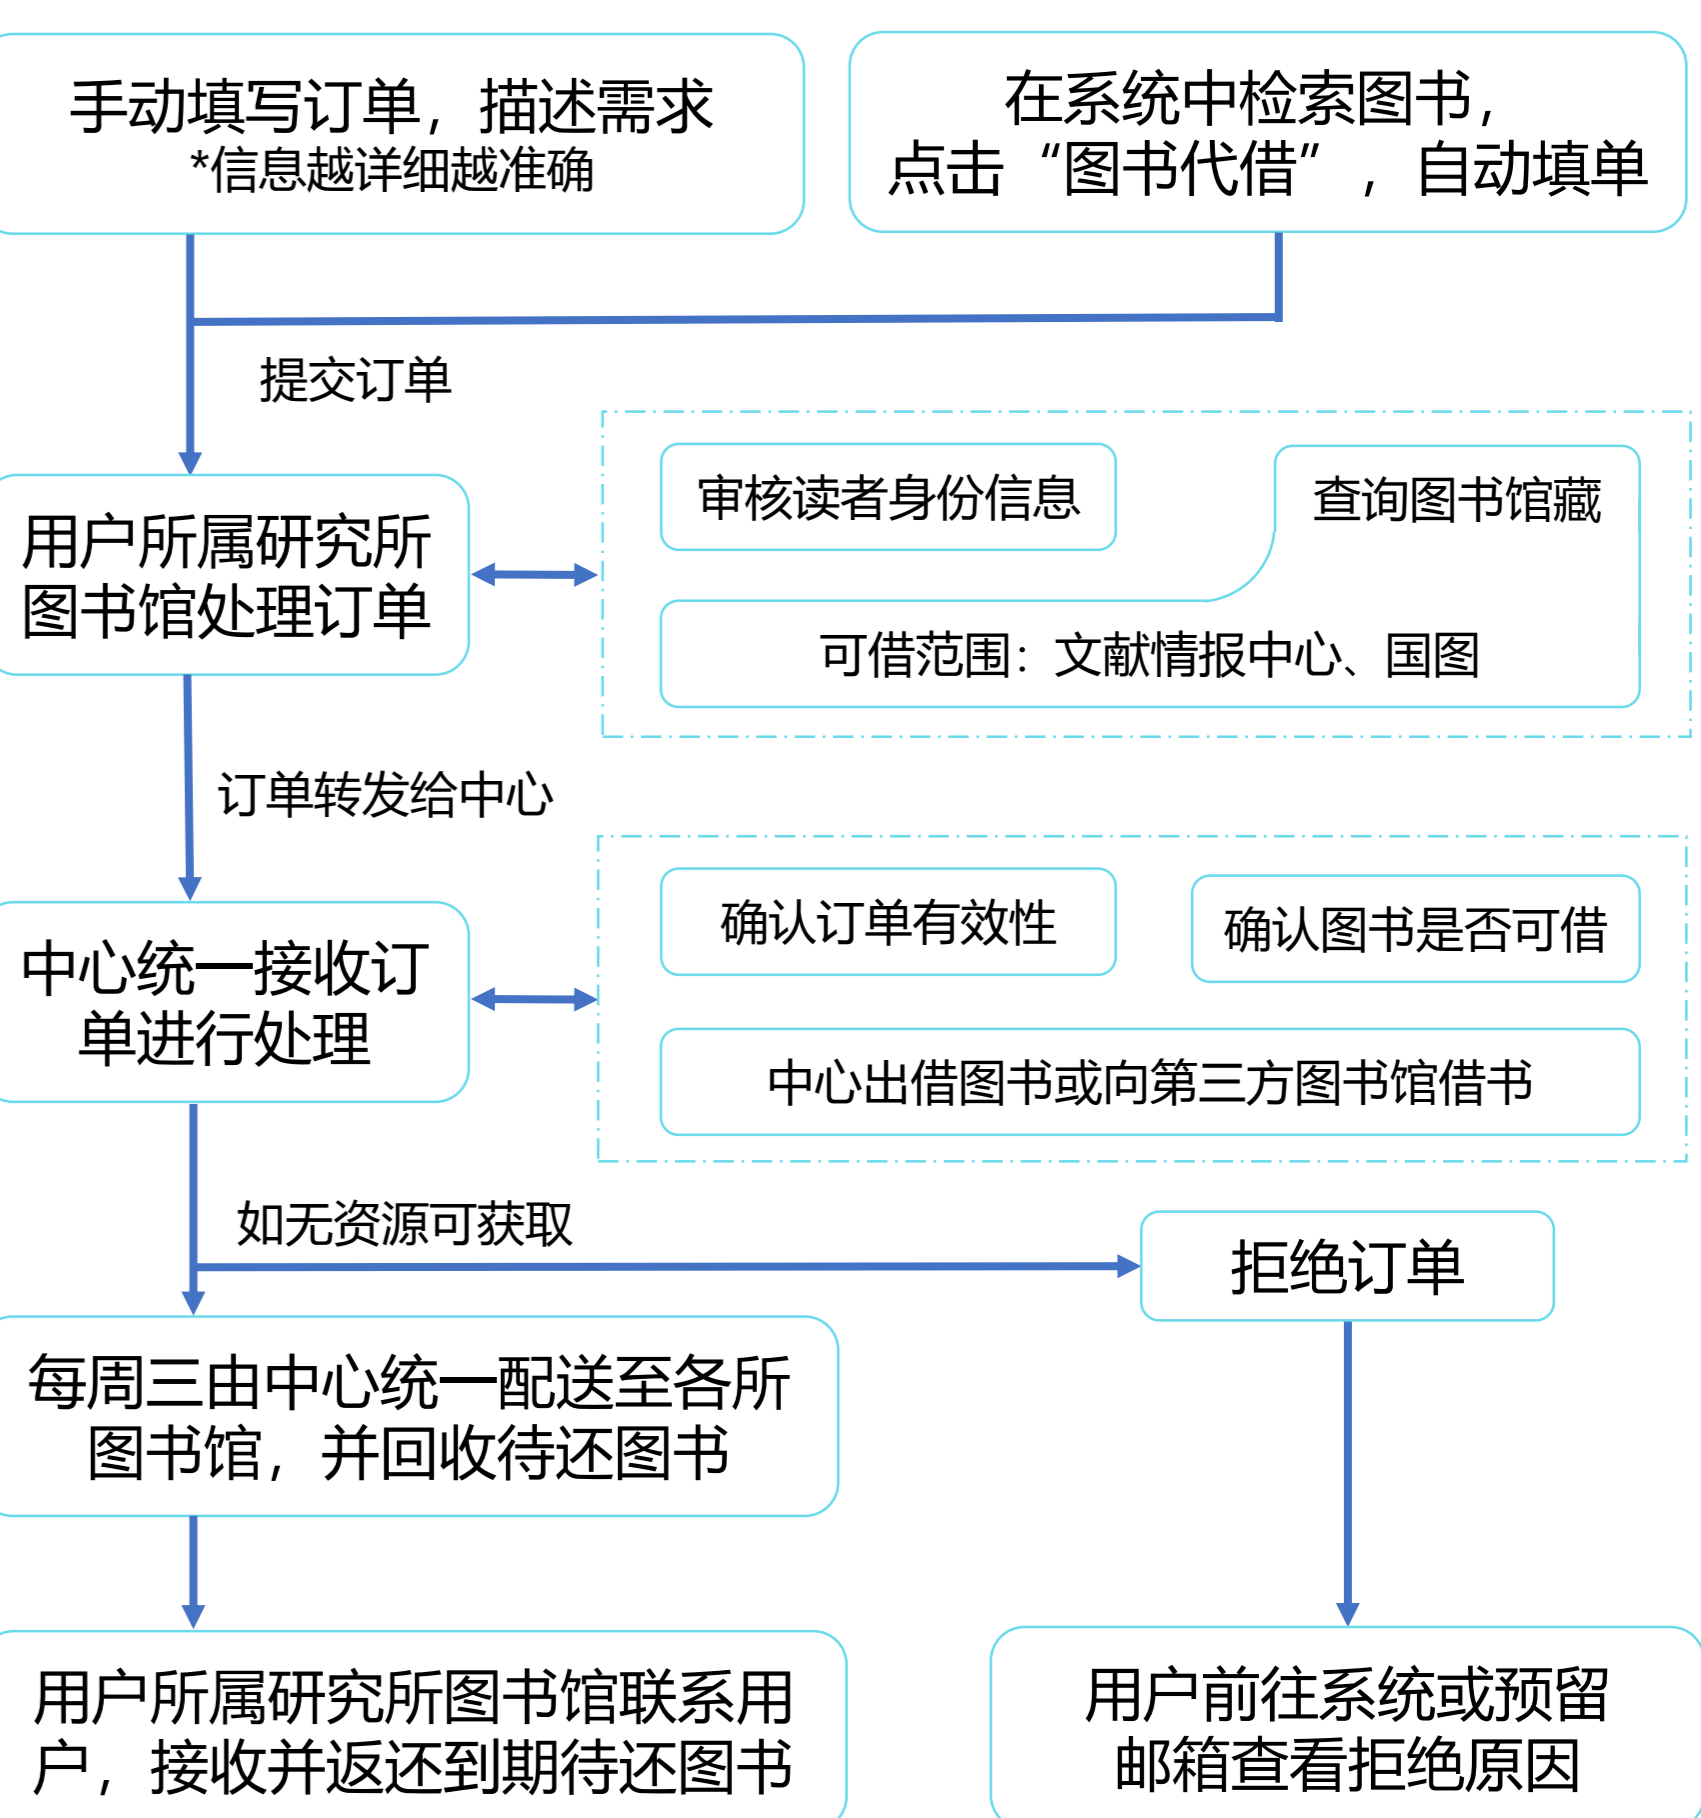 手动填写订单，描述需求
*信息越详细越准确
在系统中检索图书，
点击“图书代借”，自动填单
提交订单
用户所属研究所
图书馆处理订单
审核读者身份信息
查询图书馆藏
可借范围：文献情报中心、国图
订单转发给中心
中心统一接收订
单进行处理
确认订单有效性
确认图书是否可借
中心出借图书或向第三方图书馆借书
如无资源可获取
拒绝订单
每周三由中心统一配送至各所
图书馆，并回收待还图书
用户所属研究所图书馆联系用
户，接收并返还到期待还图书
用户前往系统或预留
邮箱查看拒绝原因